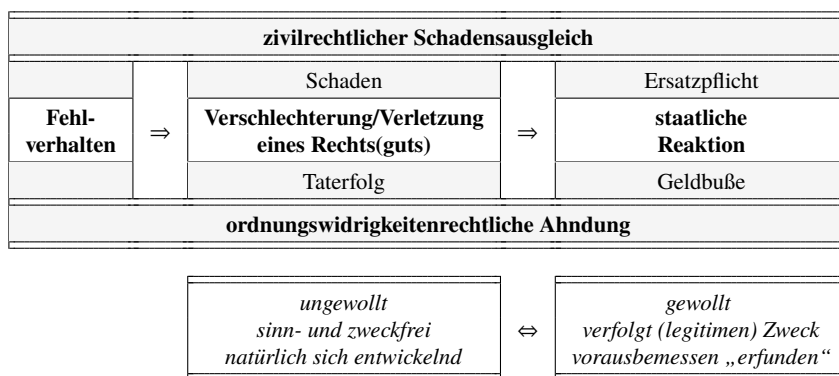 zivilrechtlicher Schadensausgleich
Schaden Ersatzpflicht
Fehl- Verschlechterung/Verletzung staatliche
verhalten ⇒ eines Rechts(guts) ⇒ Reaktion
Taterfolg Geldbuße
ordnungswidrigkeitenrechtliche Ahndung
ungewollt gewollt
sinn- und zweckfrei ⇔ verfolgt (legitimen) Zweck
natürlich sich entwickelnd vorausbemessen „erfunden“